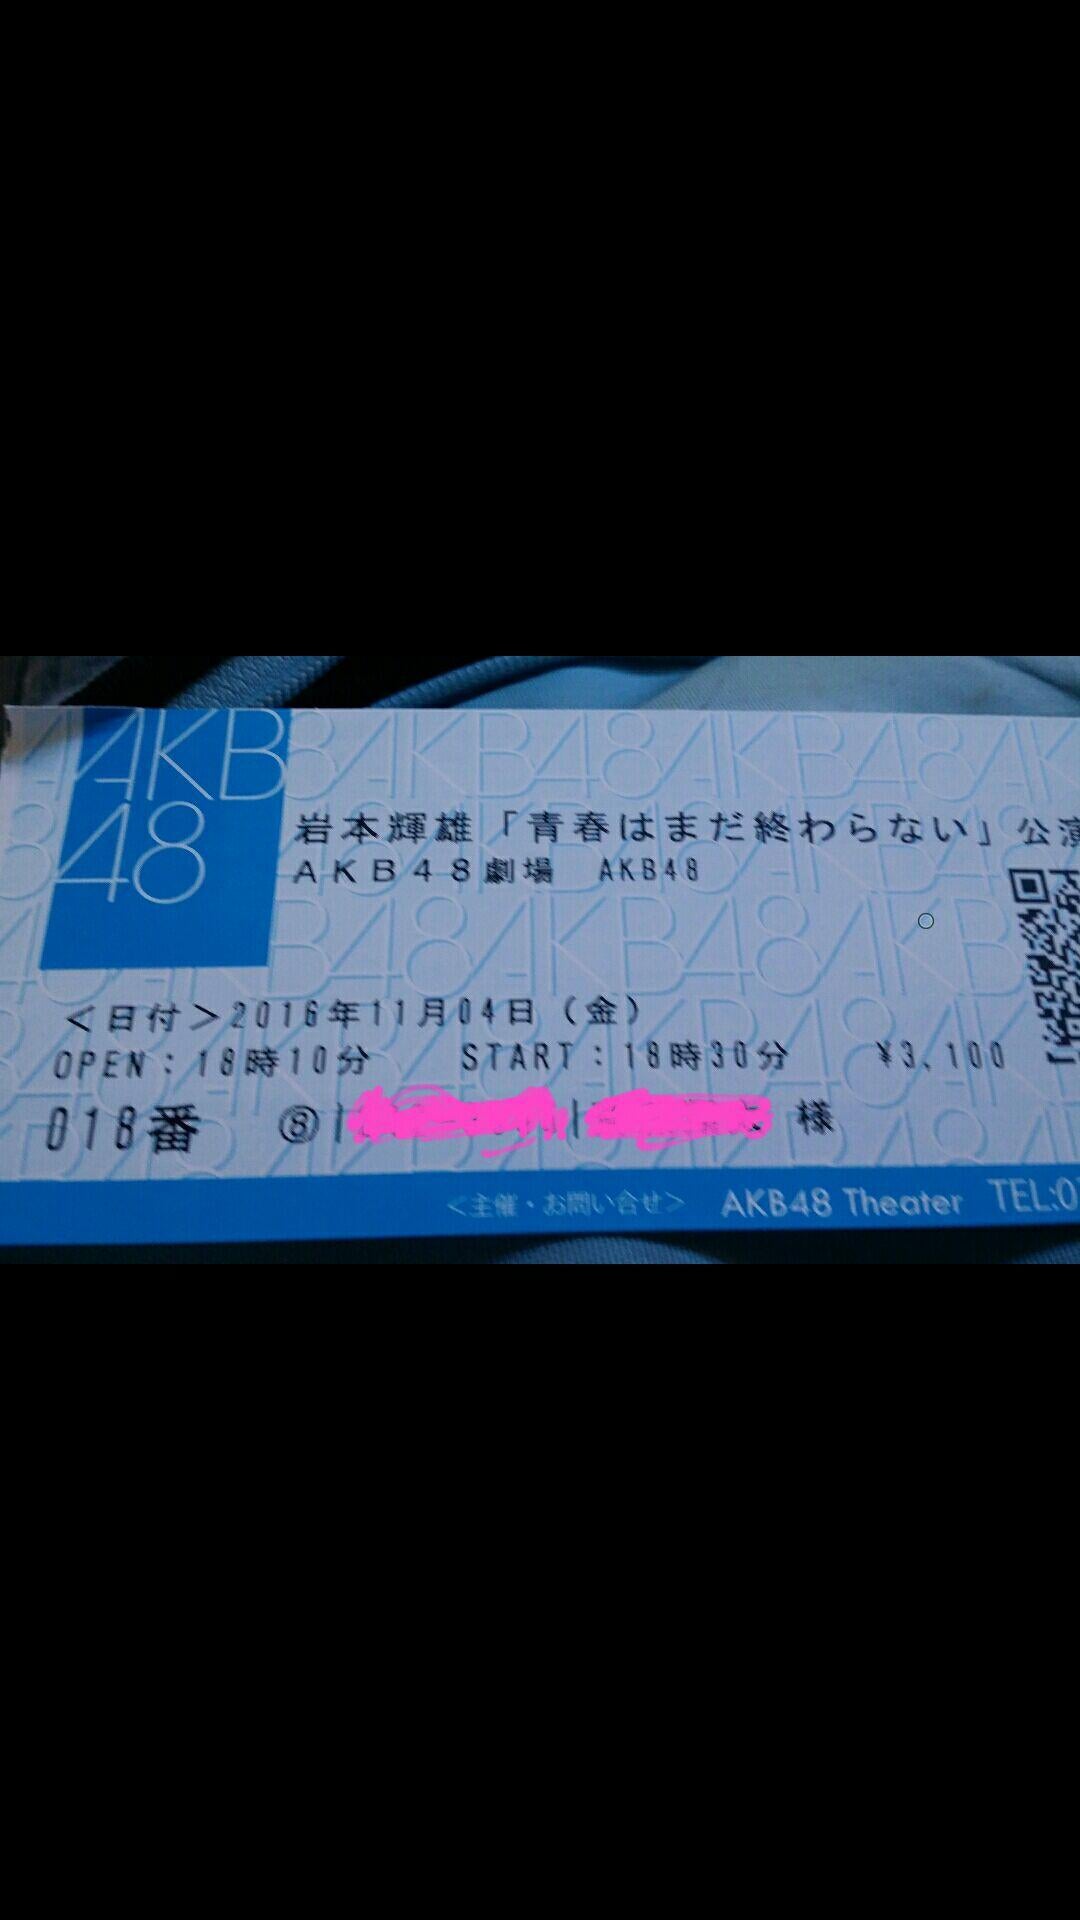 AKB
48
岩本輝雄「青春はまだ終わらない」公演
AKB48劇場 AKB48
<日付>2016年11月04日(金)
OPEN:18時10分 START:18時30分 ¥3,100
018番 ⑧ 様
<主催・お問い合せ> AKB48 Theater TEL:0